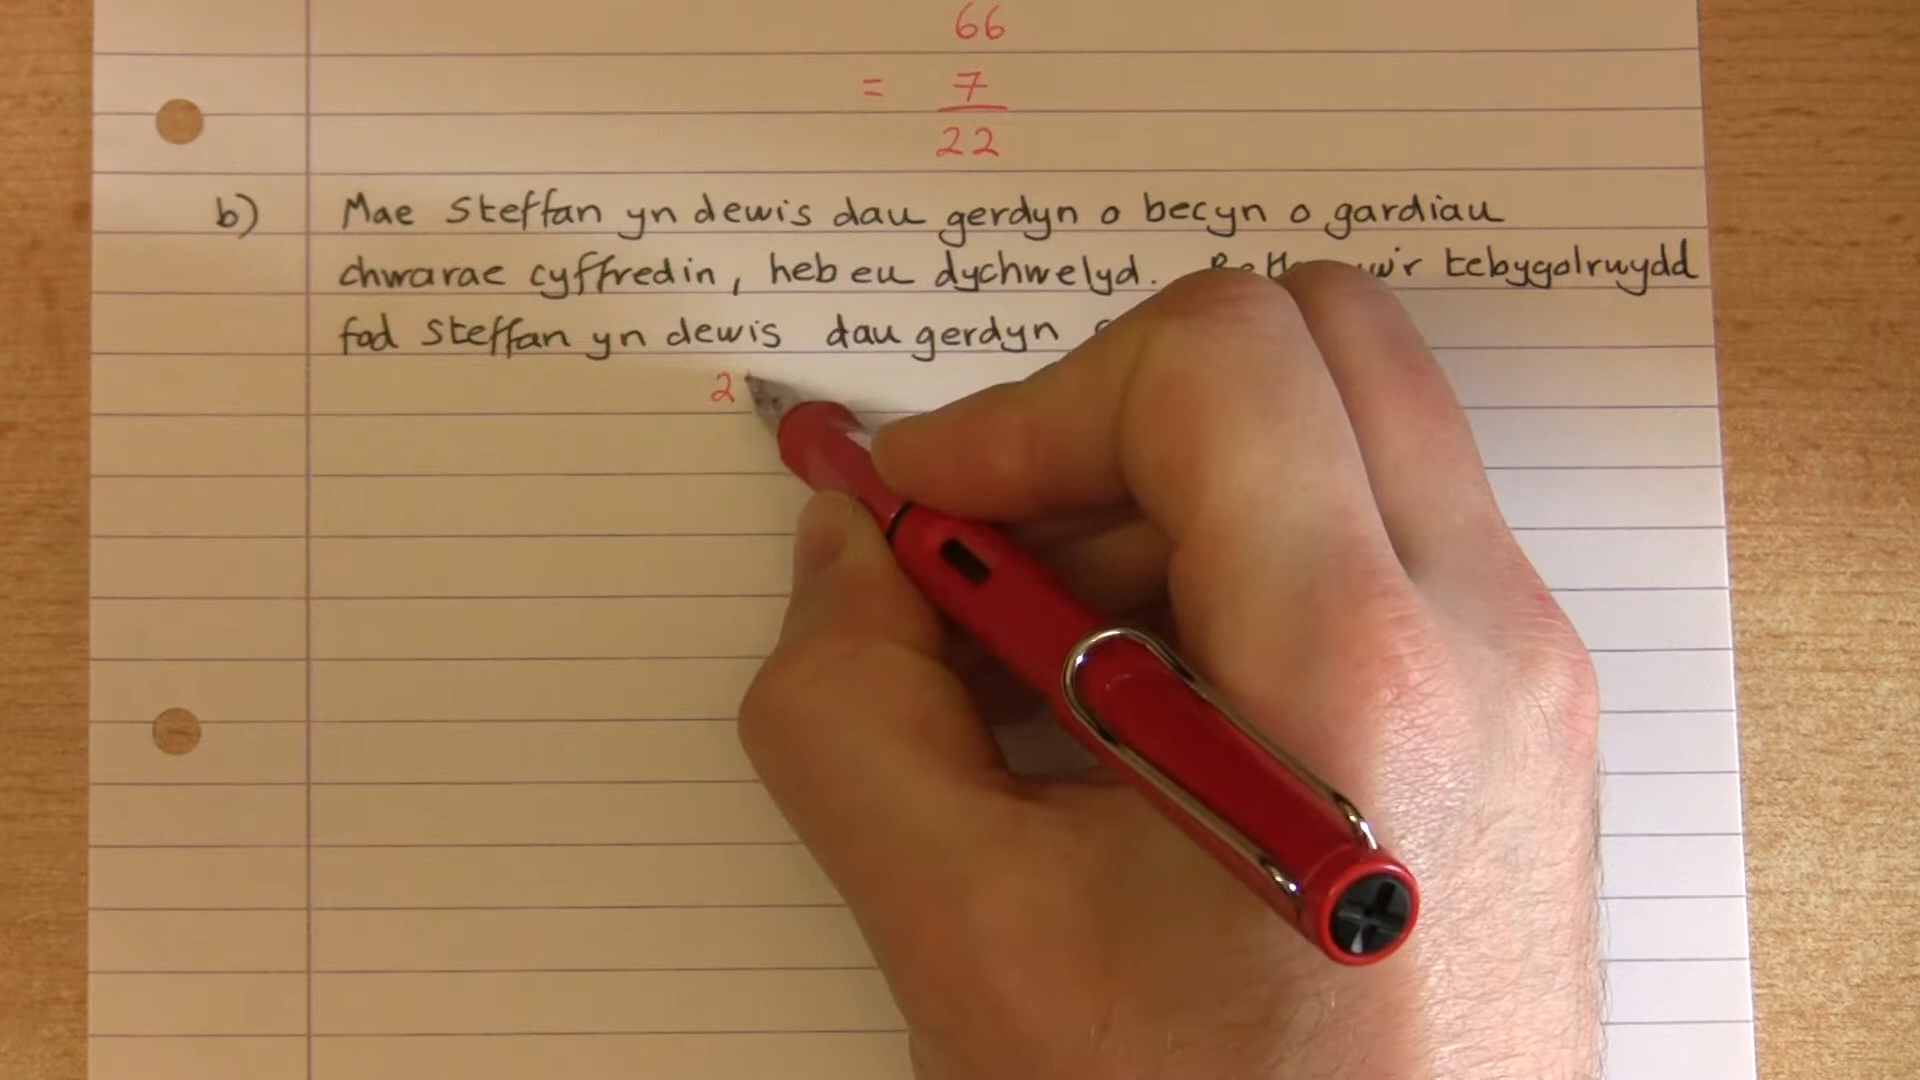 66
= 7
22
b) Mae Steffan yn dewis dau gerdyn o becyn o gardiau
chwarae cyffredin, heb eu dychwelyd. tebygolrwydd
fod Steffan yn dewis dau gerdyn
2